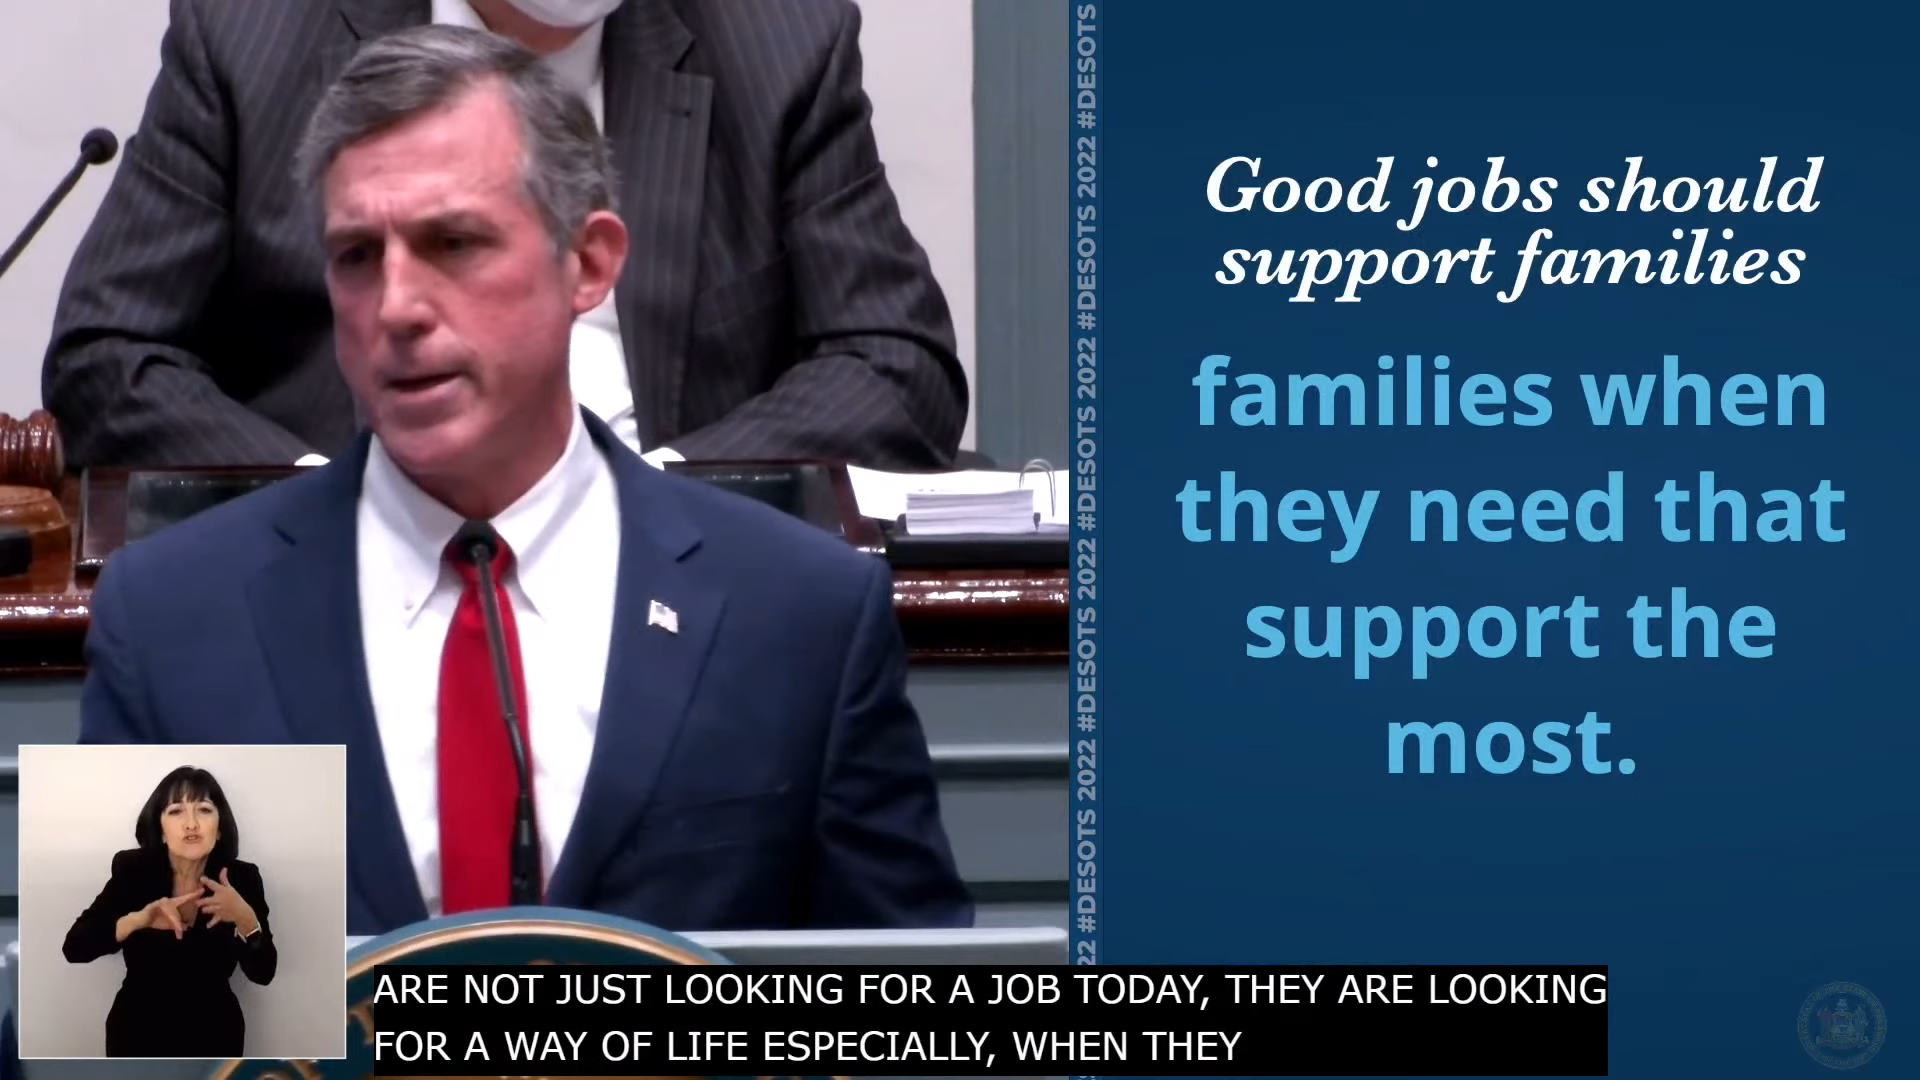 Good jobs should
support families
families when
they need that
support the
most.
#DESOTS 2022 #DESOTS 2022 #DESOTS 2022 #DESOTS 2022 #DESOTS
ARE NOT JUST LOOKING FOR A JOB TODAY, THEY ARE LOOKING
FOR A WAY OF LIFE ESPECIALLY, WHEN THEY